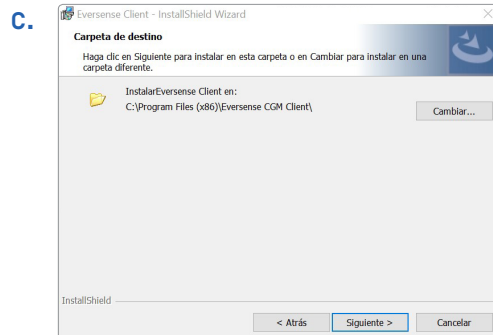 c.
Eversense Client - InstallShield Wizard
Carpeta de destino
Haga clic en Siguiente para instalar en esta carpeta o en Cambiar para instalar en una
carpeta diferente.
InstalarEversense Client en:
C:\Program Files (x86)\Eversense CGM Client\
Cambiar...
InstallShield
< Atrás
Siguiente >
Cancelar